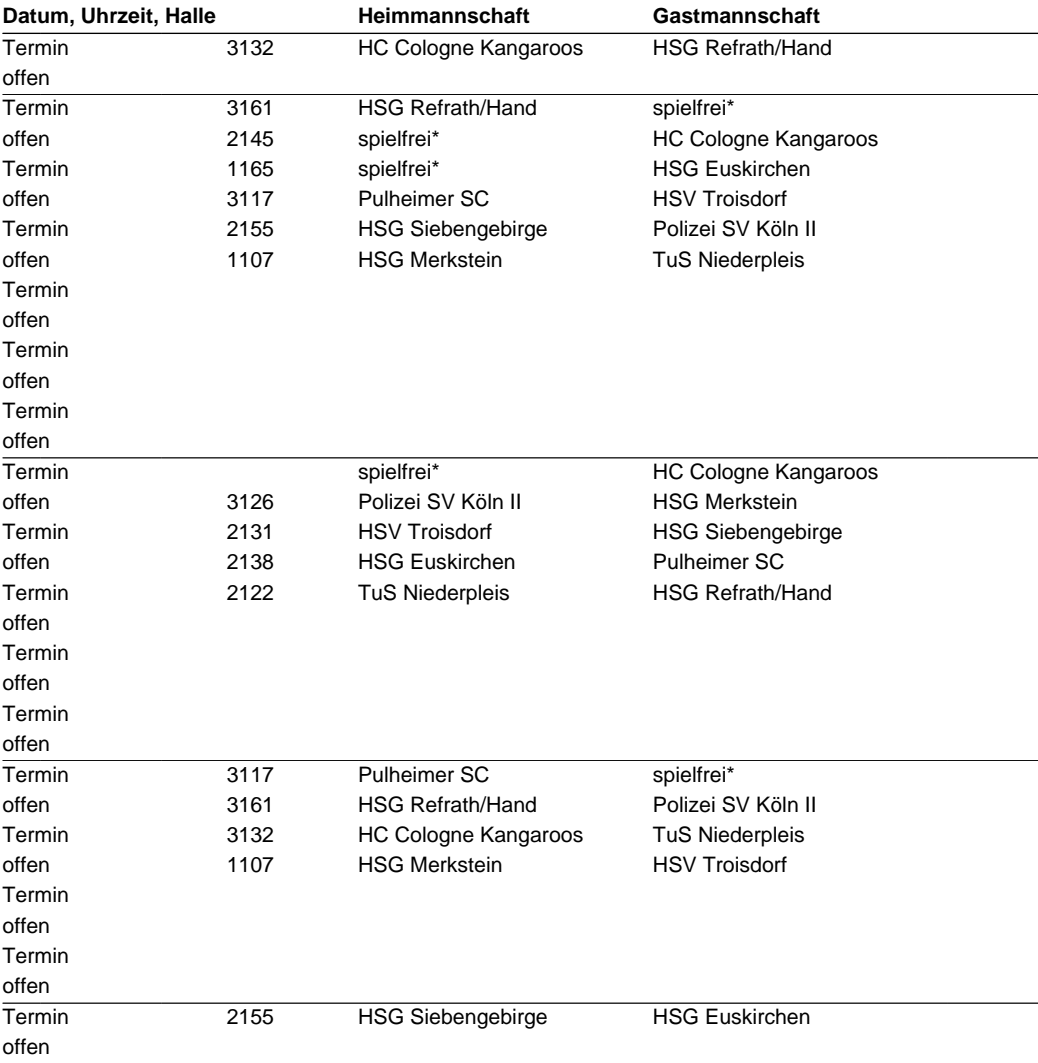 Datum, Uhrzeit, Halle Heimmannschaft Gastmannschaft
Termin 3132 HC Cologne Kangaroos HSG Refrath/Hand
offen
Termin 3161 HSG Refrath/Hand spielfrei*
offen 2145 spielfrei* HC Cologne Kangaroos
Termin 1165 spielfrei* HSG Euskirchen
offen 3117 Pulheimer SC HSV Troisdorf
Termin 2155 HSG Siebengebirge Polizei SV Köln II
offen 1107 HSG Merkstein TuS Niederpleis
Termin
offen
Termin
offen
Termin
offen
Termin spielfrei* HC Cologne Kangaroos
offen 3126 Polizei SV Köln II HSG Merkstein
Termin 2131 HSV Troisdorf HSG Siebengebirge
offen 2138 HSG Euskirchen Pulheimer SC
Termin 2122 TuS Niederpleis HSG Refrath/Hand
offen
Termin
offen
Termin
offen
Termin 3117 Pulheimer SC spielfrei*
offen 3161 HSG Refrath/Hand Polizei SV Köln II
Termin 3132 HC Cologne Kangaroos TuS Niederpleis
offen 1107 HSG Merkstein HSV Troisdorf
Termin
offen
Termin
offen
Termin 2155 HSG Siebengebirge HSG Euskirchen
offen